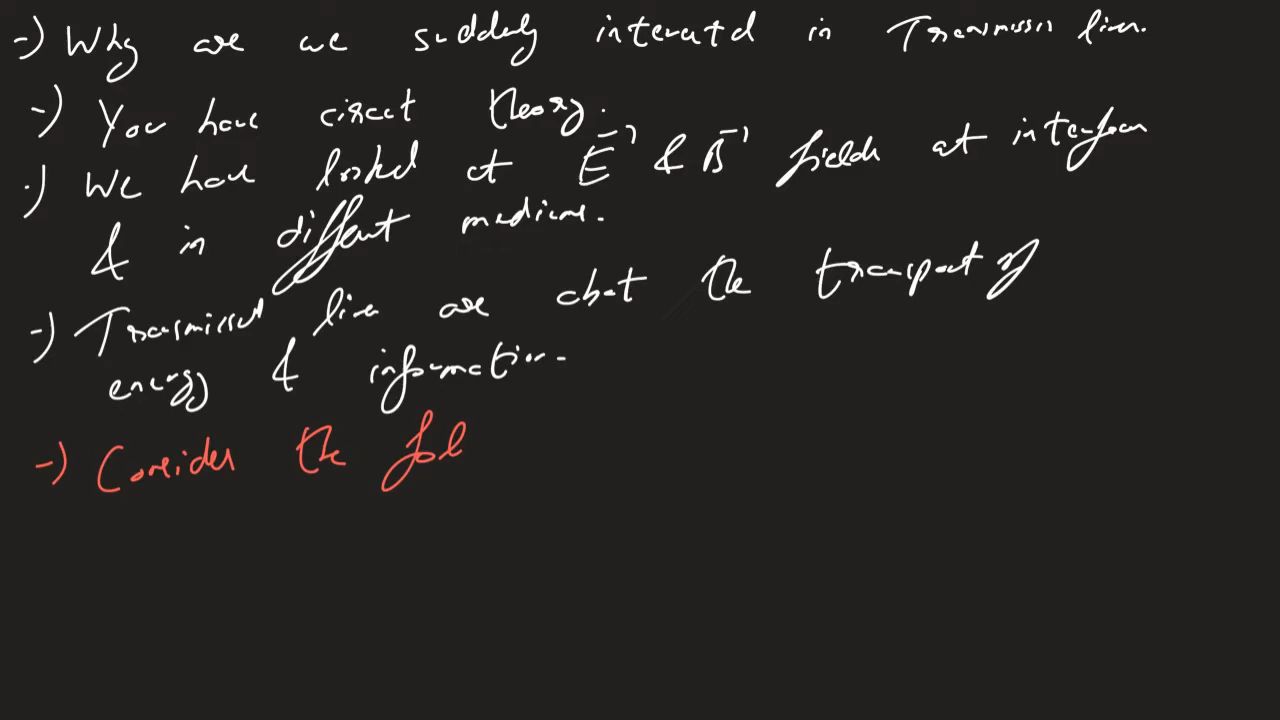 -) Why are we suddenly interested in Transmission lines.
-) You have circuit theory.
-) We have looked at E & B fields at interfaces
& in different mediums.
-) Transmission lines are about the transport of
energy & information.
-) Consider the fol